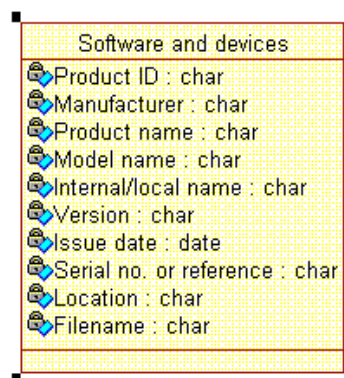 Software and devices
Product ID : char
Manufacturer : char
Product name : char
Model name : char
Internal/local name : char
Version : char
Issue date : date
Serial no. or reference : char
Location : char
Filename : char